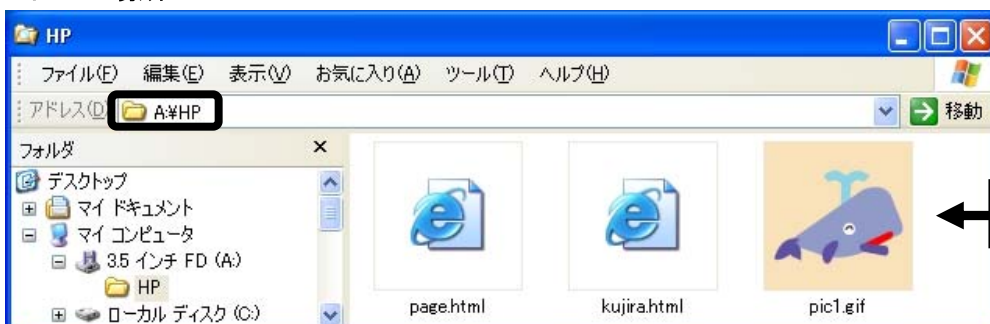 HP
ファイル(F) 編集(E) 表示(V) お気に入り(A) ツール(T) ヘルプ(H)
アドレス(D) A:¥HP 移動
フォルダ ×
デスクトップ
マイ ドキュメント
マイ コンピュータ
3.5 インチ FD (A:)
HP
ローカル ディスク (C:)
page.html kujira.html pic1.gif